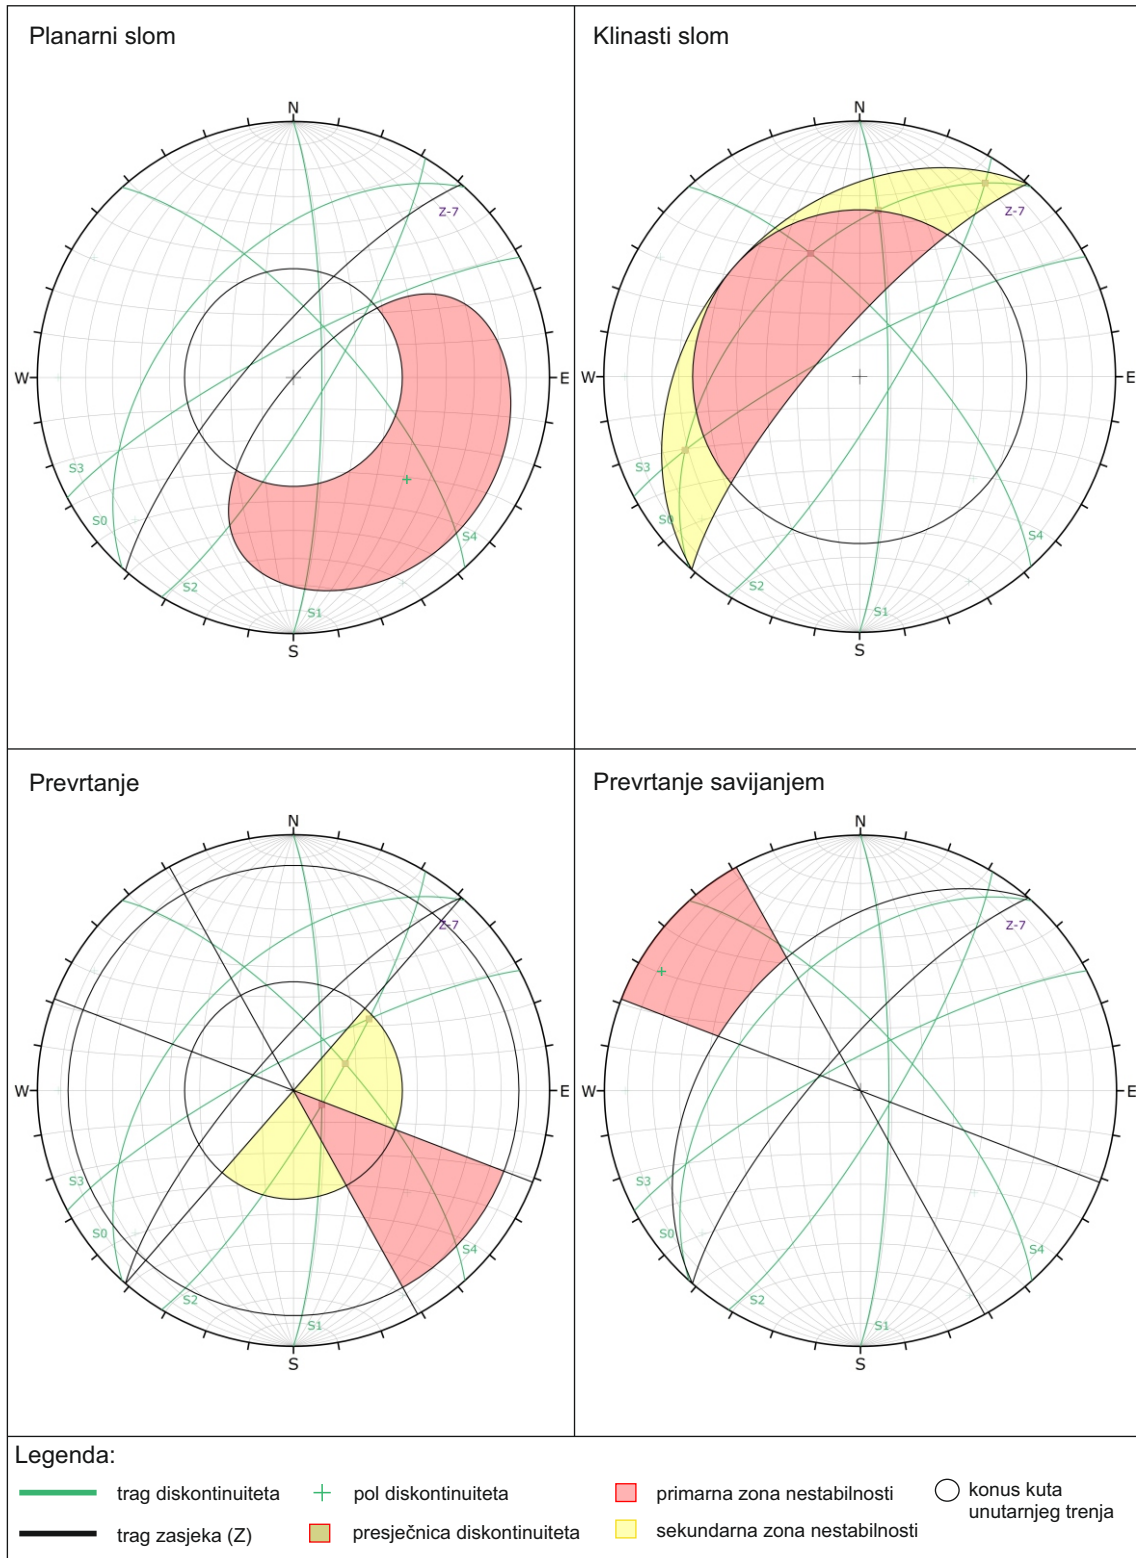 Planarni slom
N
Z-7
W
E
S3
S0
S4
S2
S1
S
Klinasti slom
N
Z-7
W
E
S3
S0
S4
S2
S1
S
Prevrtanje
N
Z-7
W
E
S3
S0
S4
S2
S1
S
Prevrtanje savijanjem
N
Z-7
W
E
S3
S0
S4
S2
S1
S
Legenda:
trag diskontinuiteta
pol diskontinuiteta
primarna zona nestabilnosti
konus kuta
unutarnjeg trenja
trag zasjeka (Z)
presječnica diskontinuiteta
sekundarna zona nestabilnosti